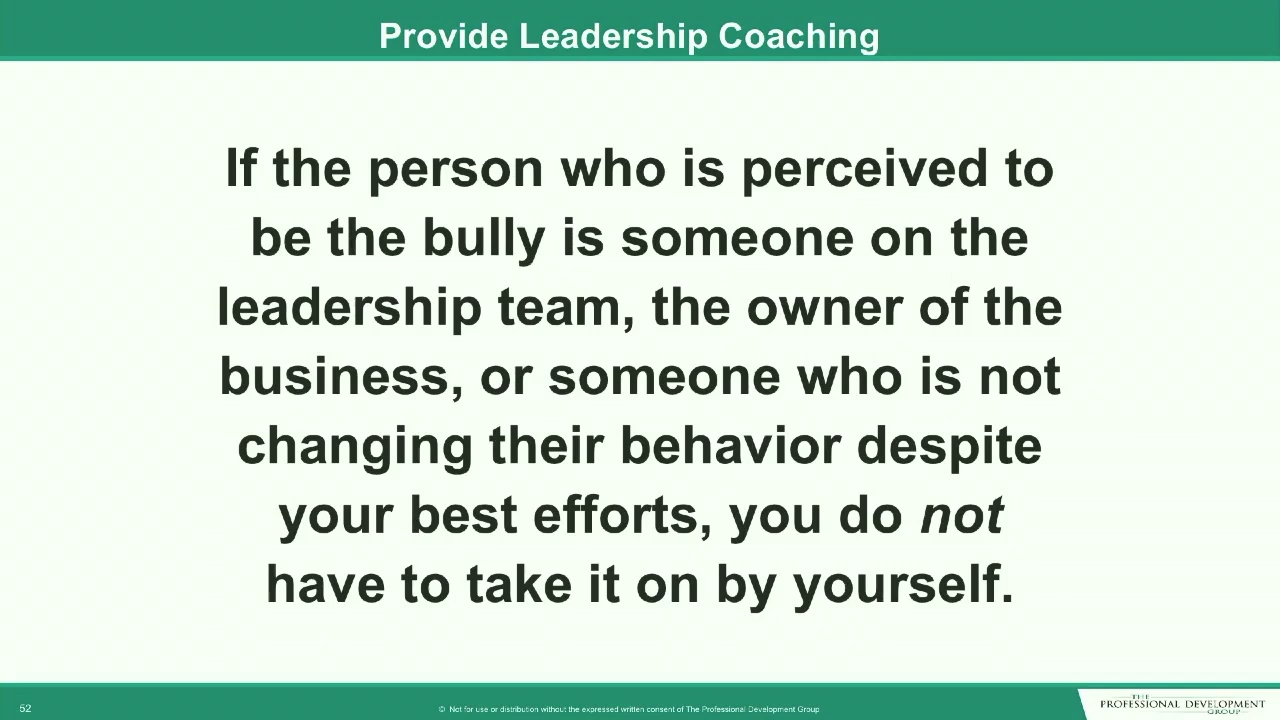 Provide Leadership Coaching
If the person who is perceived to
be the bully is someone on the
leadership team, the owner of the
business, or someone who is not
changing their behavior despite
your best efforts, you do not
have to take it on by yourself.
52
© Not for use or distribution without the expressed written consent of The Professional Development Group
THE
PROFESSIONAL DEVELOPMENT
GROUP